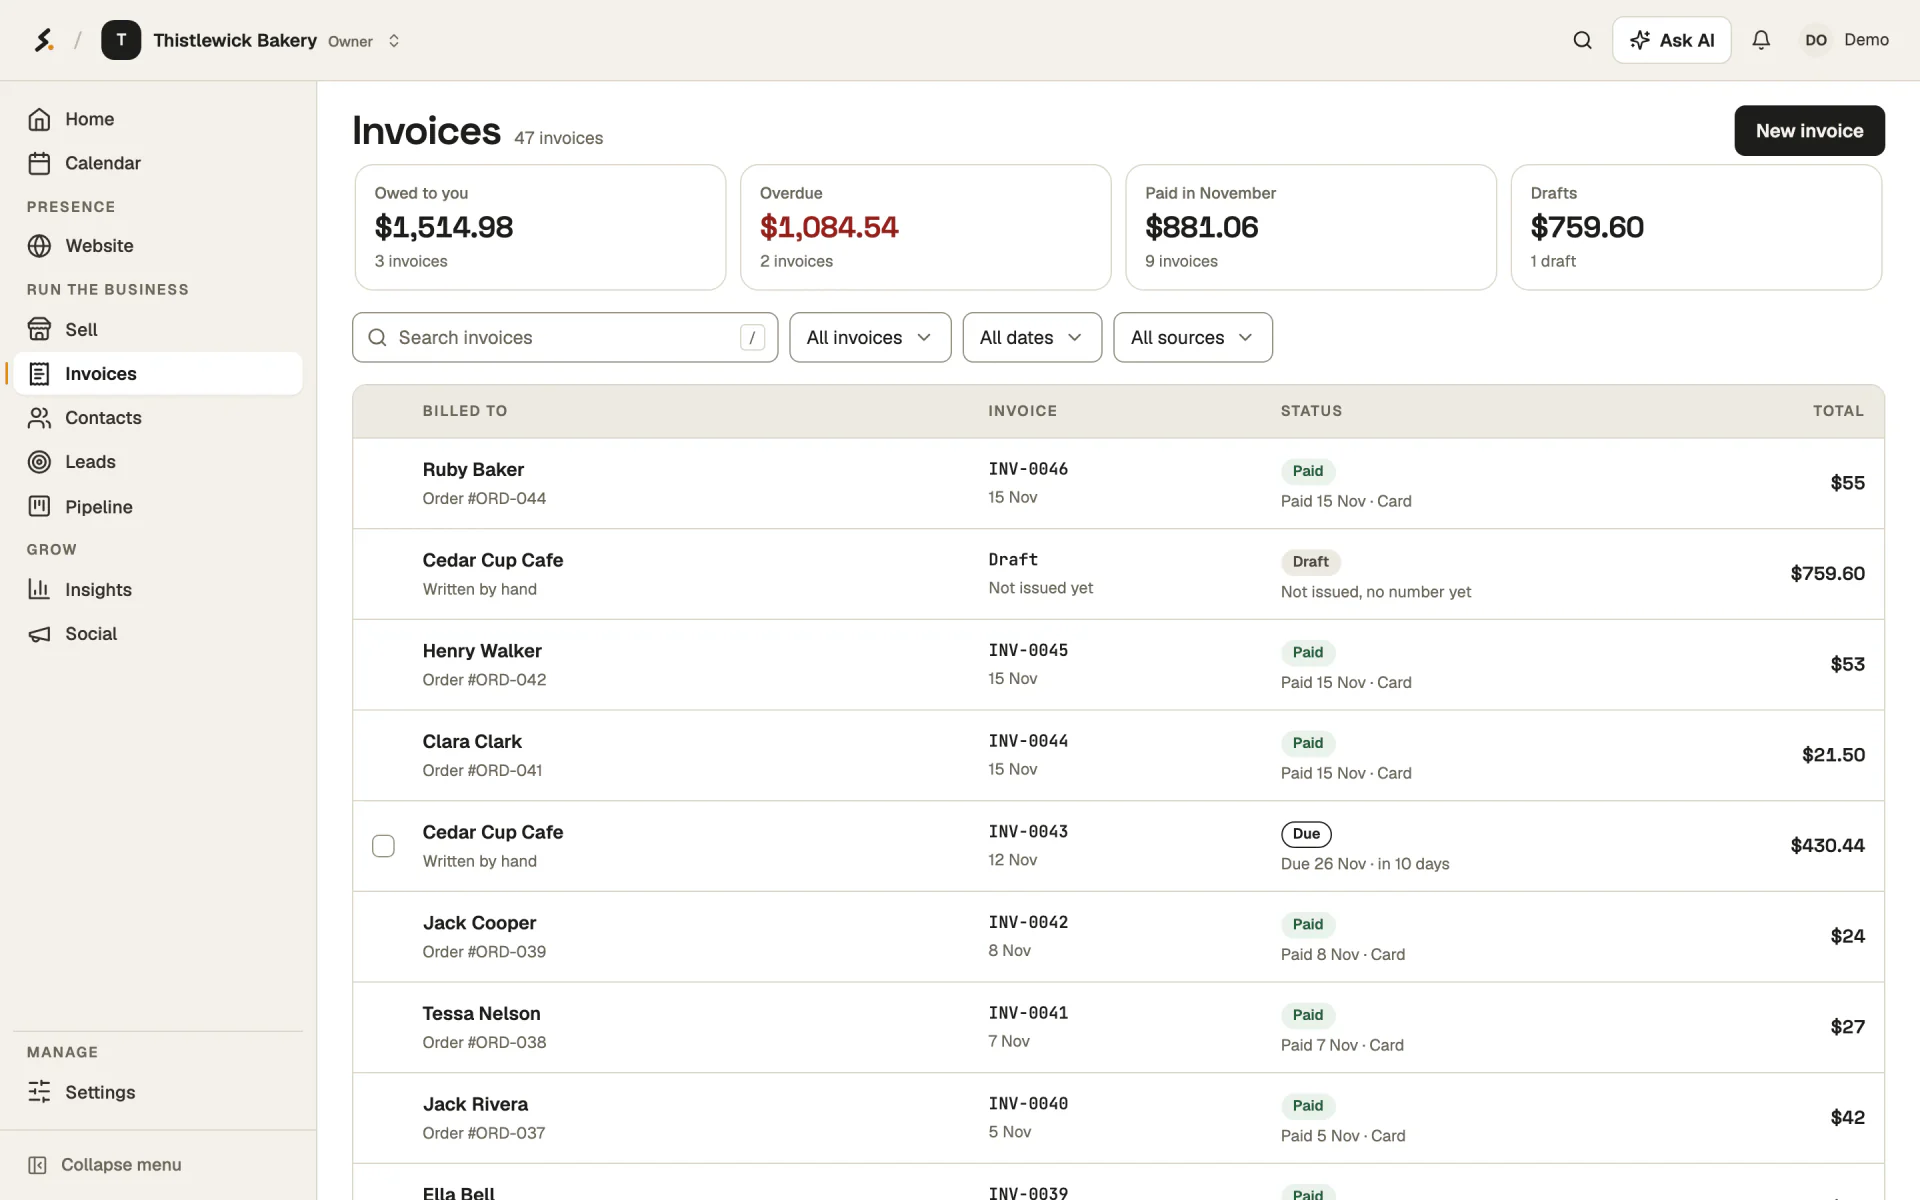 / T Thistlewick Bakery Owner
Ask AI
DO Demo
Home
Calendar
PRESENCE
Website
RUN THE BUSINESS
Sell
Invoices
Contacts
Leads
Pipeline
GROW
Insights
Social
MANAGE
Settings
Collapse menu
Invoices 47 invoices
New invoice
Owed to you
$1,514.98
3 invoices
Overdue
$1,084.54
2 invoices
Paid in November
$881.06
9 invoices
Drafts
$759.60
1 draft
Search invoices /
All invoices
All dates
All sources
BILLED TO INVOICE STATUS TOTAL
Ruby Baker INV-0046 Paid $55
Order #ORD-044 15 Nov Paid 15 Nov · Card
Cedar Cup Cafe Draft Draft $759.60
Written by hand Not issued yet Not issued, no number yet
Henry Walker INV-0045 Paid $53
Order #ORD-042 15 Nov Paid 15 Nov · Card
Clara Clark INV-0044 Paid $21.50
Order #ORD-041 15 Nov Paid 15 Nov · Card
Cedar Cup Cafe INV-0043 Due $430.44
Written by hand 12 Nov Due 26 Nov · in 10 days
Jack Cooper INV-0042 Paid $24
Order #ORD-039 8 Nov Paid 8 Nov · Card
Tessa Nelson INV-0041 Paid $27
Order #ORD-038 7 Nov Paid 7 Nov · Card
Jack Rivera INV-0040 Paid $42
Order #ORD-037 5 Nov Paid 5 Nov · Card
Ella Bell INV-0039 Paid